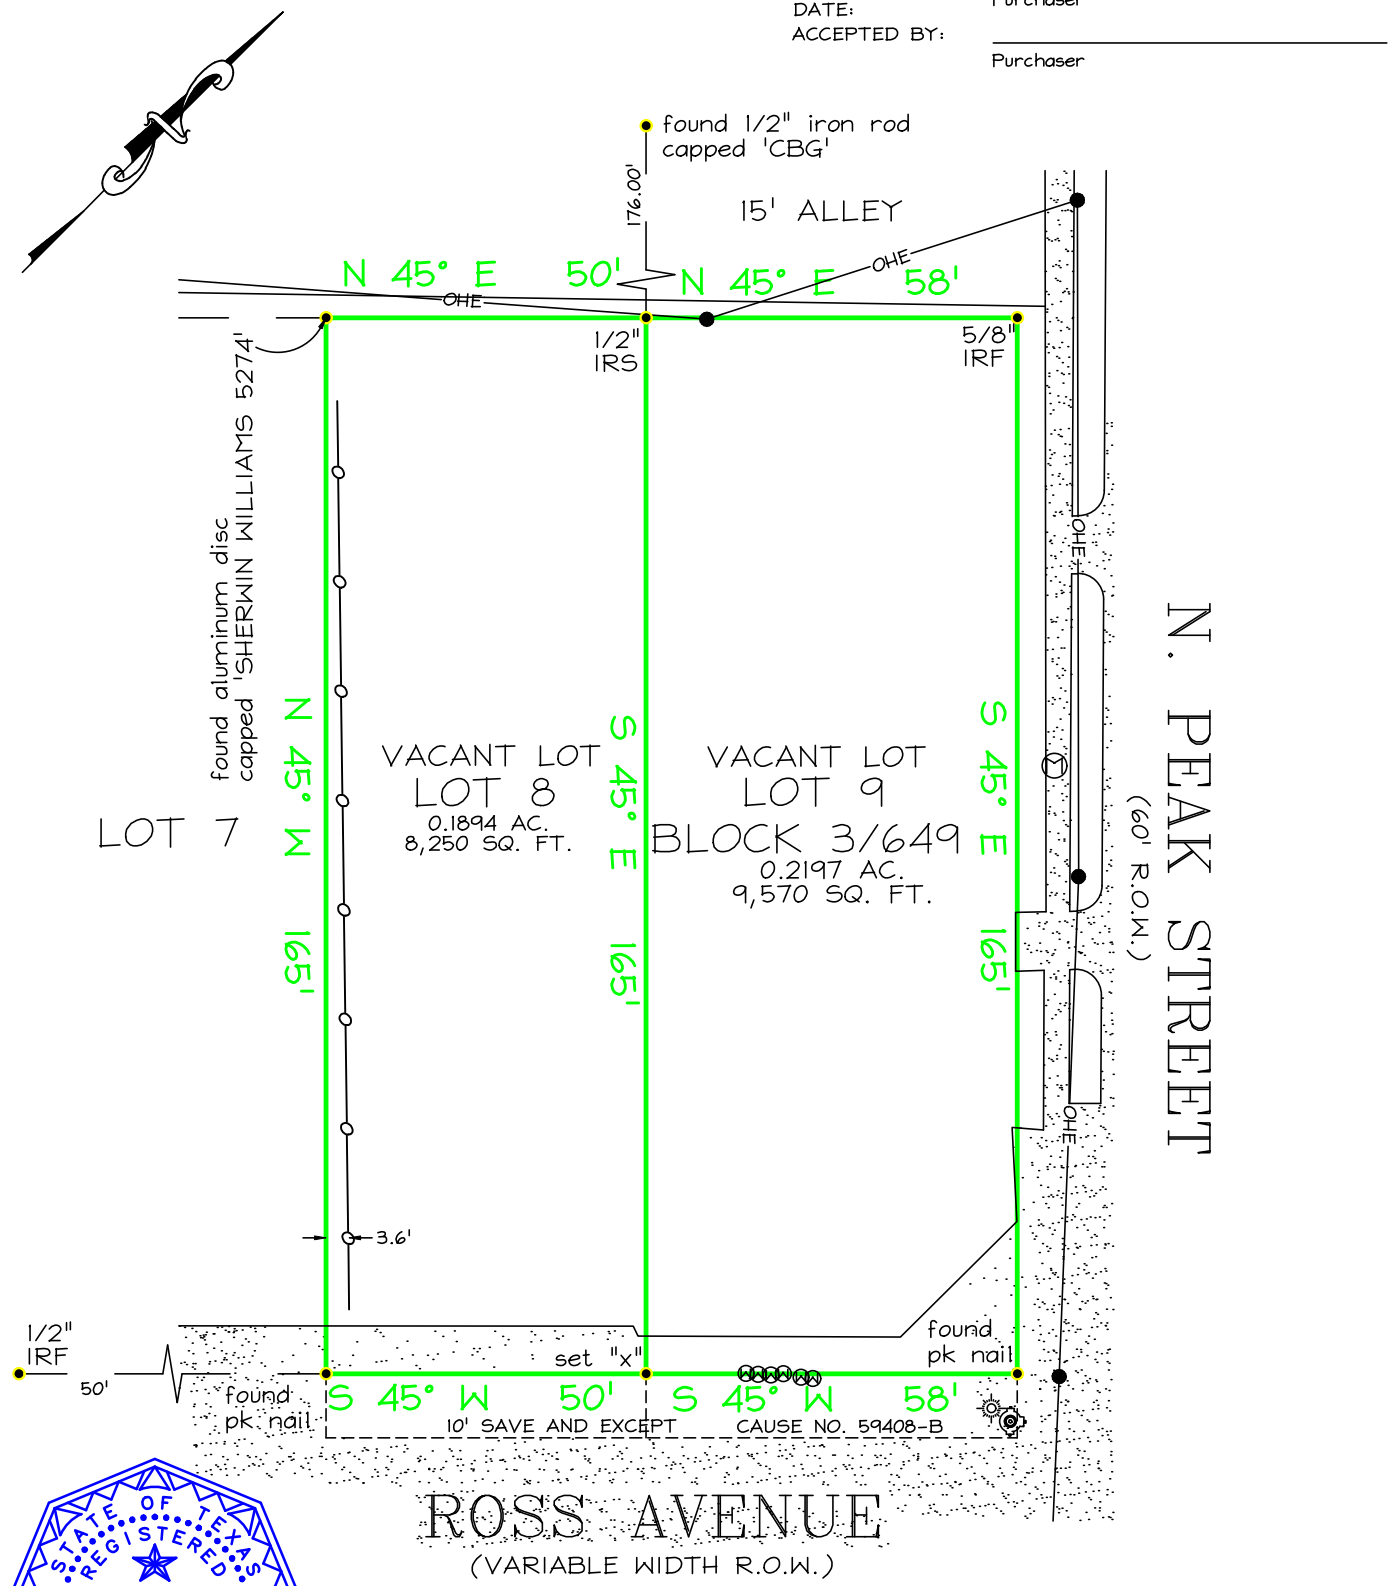 DATE:
Purchaser
ACCEPTED BY:
Purchaser
found 1/2" iron rod
capped 'CBG'
176.00'
15' ALLEY
OHE
N 45° E 50'
N 45° E 58'
OHE
1/2"
IRS
5/8"
IRF
found aluminum disc
capped 'SHERWIN WILLIAMS 5274'
OHE
N 45° W 165'
S 45° E 165'
S 45° E 165'
N. PEAK STREET
(60' R.O.W.)
LOT 7
VACANT LOT
LOT 8
0.1894 AC.
8,250 SQ. FT.
VACANT LOT
LOT 9
BLOCK 3/649
0.2197 AC.
9,570 SQ. FT.
M
OHE
3.6'
1/2"
IRF
50'
found
pk nail
set "x"
found
pk nail
W W W W W W
S 45° W 50'
S 45° W 58'
10' SAVE AND EXCEPT
CAUSE NO. 59408-B
ROSS AVENUE
(VARIABLE WIDTH R.O.W.)
STATE OF TEXAS
REGISTERED